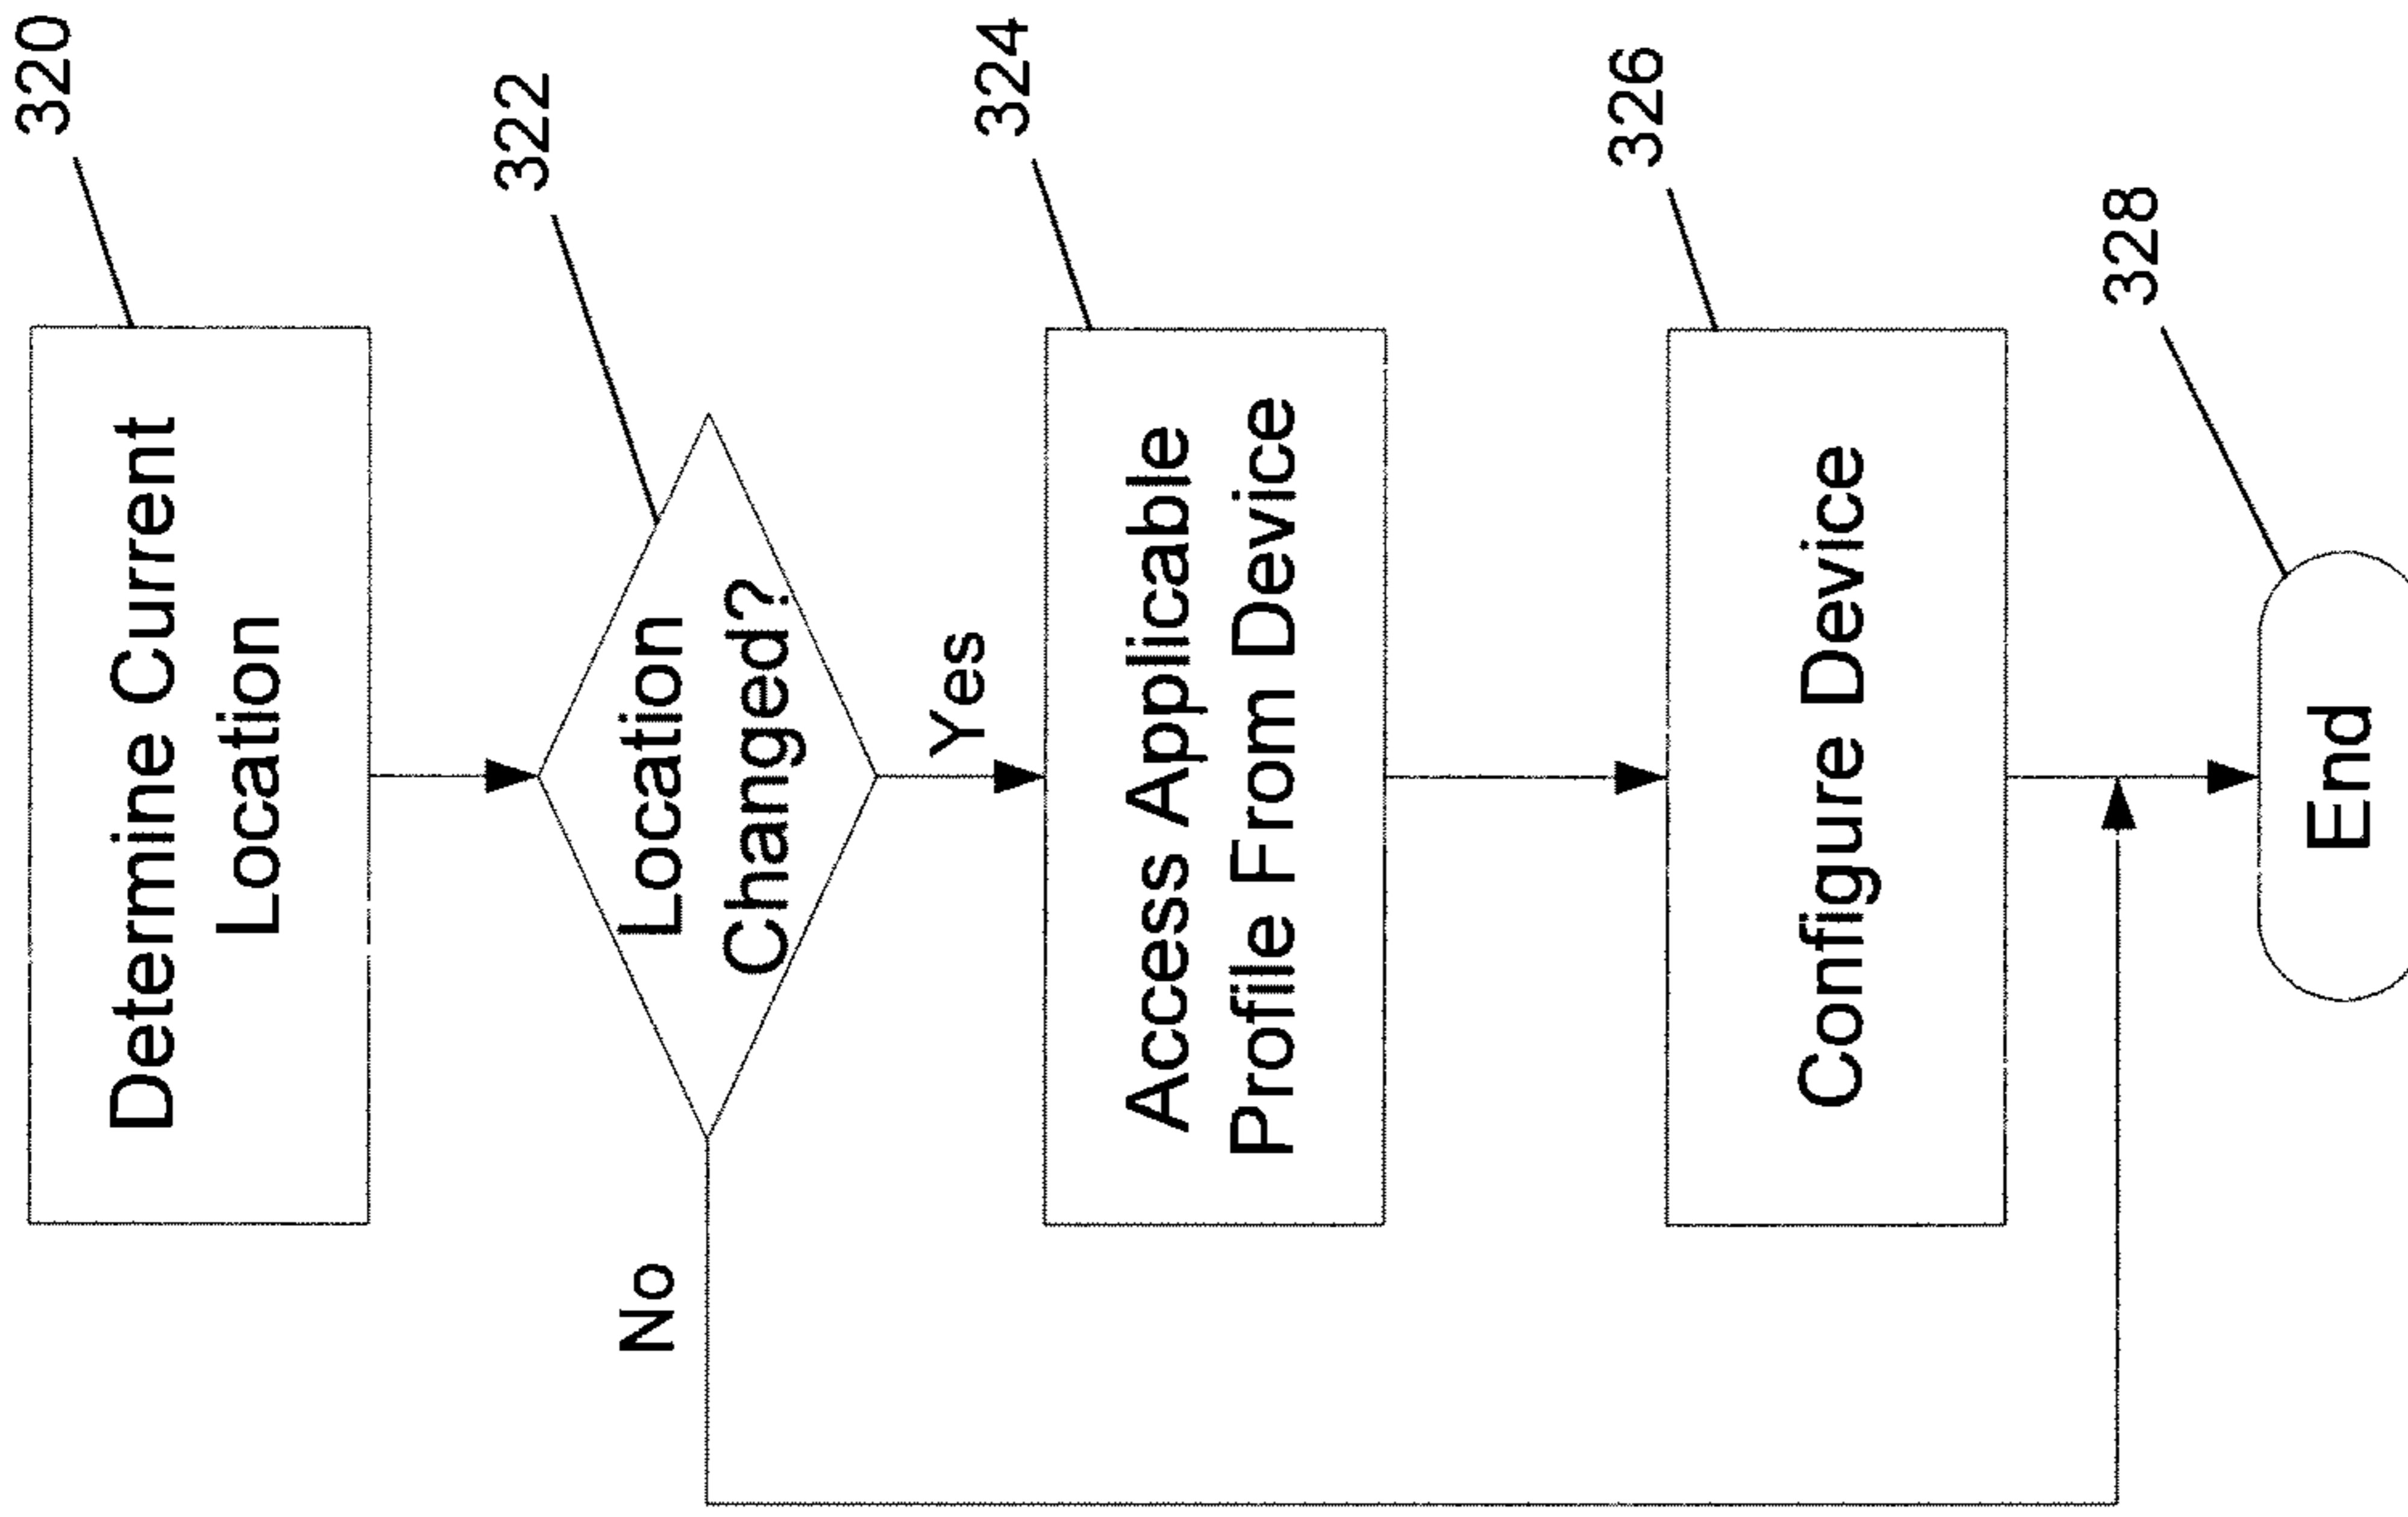 320
Determine Current
Location
322
Location
Changed?
No
Yes
324
Access Applicable
Profile From Device
326
Configure Device
328
End